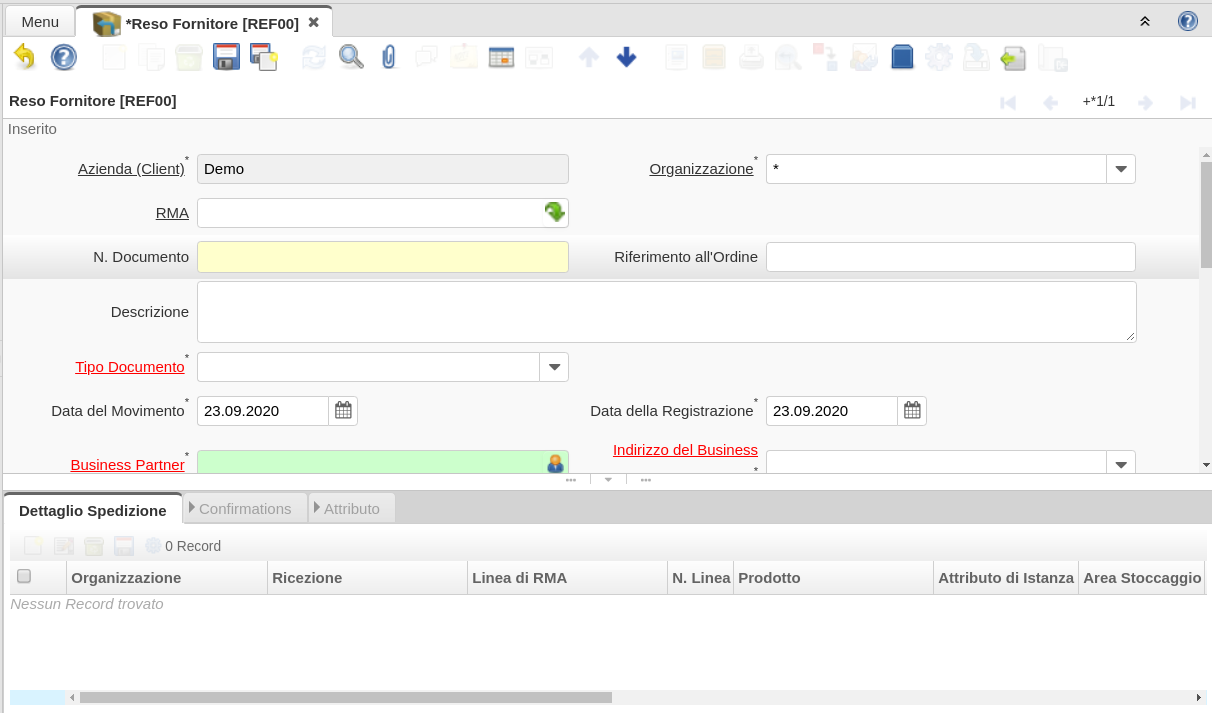 Menu
*Reso Fornitore [REF00]
Reso Fornitore [REF00]
+*1/1
Inserito
Azienda (Client)* Demo
Organizzazione* *
RMA
N. Documento
Riferimento all'Ordine
Descrizione
Tipo Documento*
Data del Movimento* 23.09.2020
Data della Registrazione* 23.09.2020
Business Partner*
Indirizzo del Business
*
Dettaglio Spedizione
Confirmations
Attributo
0 Record
Organizzazione Ricezione Linea di RMA N. Linea Prodotto Attributo di Istanza Area Stoccaggio
Nessun Record trovato